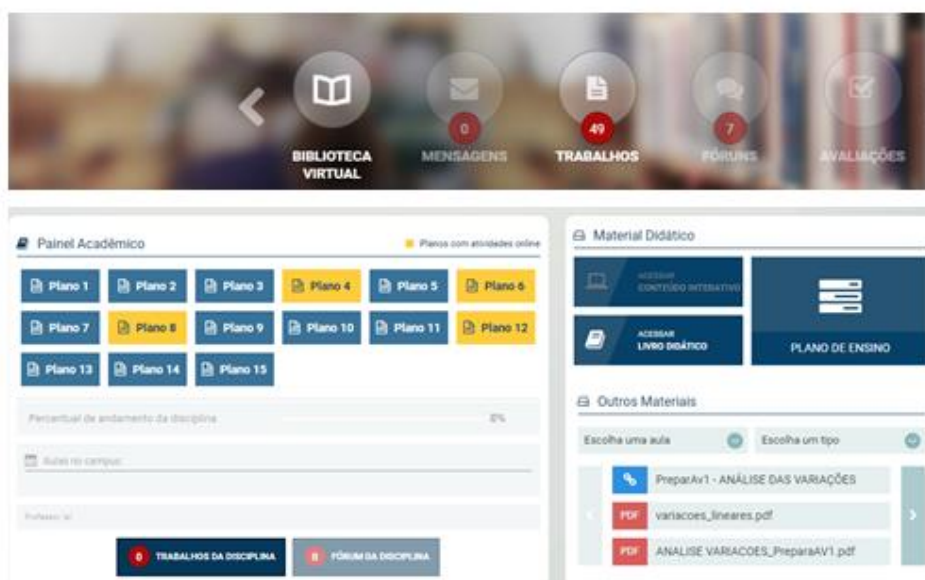 BIBLIOTECA
VIRTUAL
0
MENSAGENS
49
TRABALHOS
7
FÓRUNS
AVALIAÇÕES
Painel Acadêmico
Planos com atividades online
Plano 1
Plano 2
Plano 3
Plano 4
Plano 5
Plano 6
Plano 7
Plano 8
Plano 9
Plano 10
Plano 11
Plano 12
Plano 13
Plano 14
Plano 15
Percentual de andamento da disciplina
0%
Aulas no campus:
Professor (a)
0 TRABALHOS DA DISCIPLINA
FÓRUM DA DISCIPLINA
Material Didático
ACESSAR
CONTEÚDO INTERATIVO
ACESSAR
LIVRO DIDÁTICO
PLANO DE ENSINO
Outros Materiais
Escolha uma aula
Escolha um tipo
PreparAv1 - ANÁLISE DAS VARIAÇÕES
PDF variacoes_lineares.pdf
PDF ANALISE VARIACOES_PreparaAV1.pdf